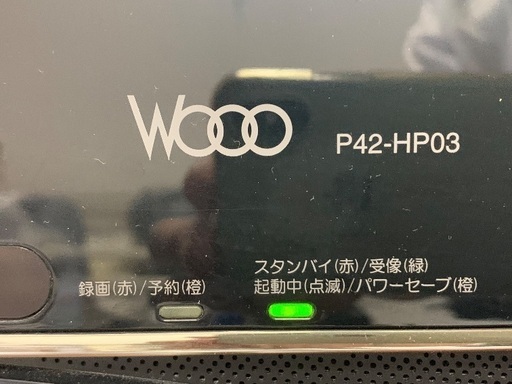 Wooo
P42-HP03
スタンバイ(赤)/受像(緑)
録画(赤)/予約(橙)
起動中(点滅)/パワーセーブ(橙)